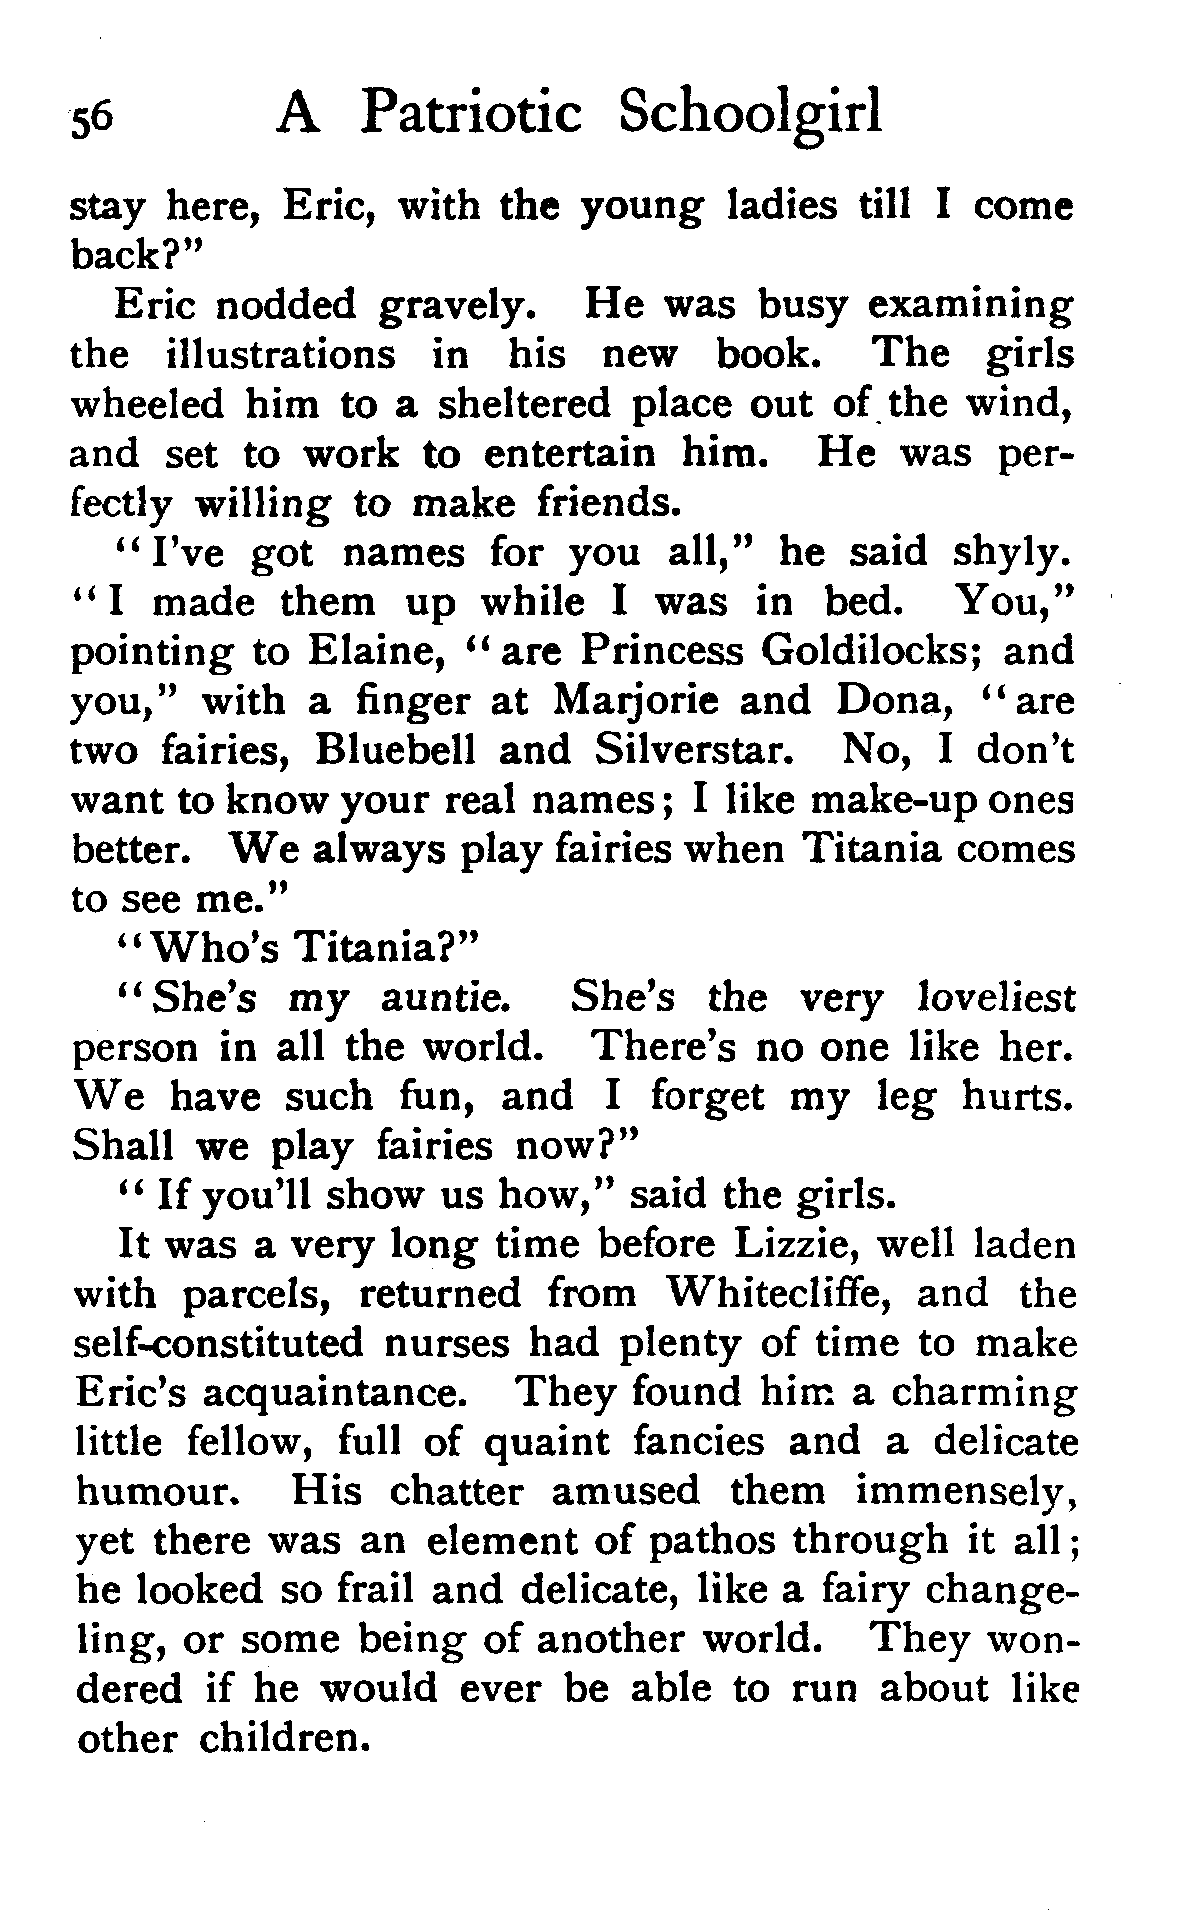 56 A Patriotic Schoolgirl
stay here, Eric, with the young ladies till I come
back?"
Eric nodded gravely. He was busy examining
the illustrations in his new book. The girls
wheeled him to a sheltered place out of the wind,
and set to work to entertain him. He was per-
fectly willing to make friends.
"I've got names for you all," he said shyly.
"I made them up while I was in bed. You,"
pointing to Elaine, "are Princess Goldilocks; and
you," with a finger at Marjorie and Dona, "are
two fairies, Bluebell and Silverstar. No, I don't
want to know your real names; I like make-up ones
better. We always play fairies when Titania comes
to see me."
"Who's Titania?"
"She's my auntie. She's the very loveliest
person in all the world. There's no one like her.
We have such fun, and I forget my leg hurts.
Shall we play fairies now?"
"If you'll show us how," said the girls.
It was a very long time before Lizzie, well laden
with parcels, returned from Whitecliffe, and the
self-constituted nurses had plenty of time to make
Eric's acquaintance. They found him a charming
little fellow, full of quaint fancies and a delicate
humour. His chatter amused them immensely,
yet there was an element of pathos through it all;
he looked so frail and delicate, like a fairy change-
ling, or some being of another world. They won-
dered if he would ever be able to run about like
other children.